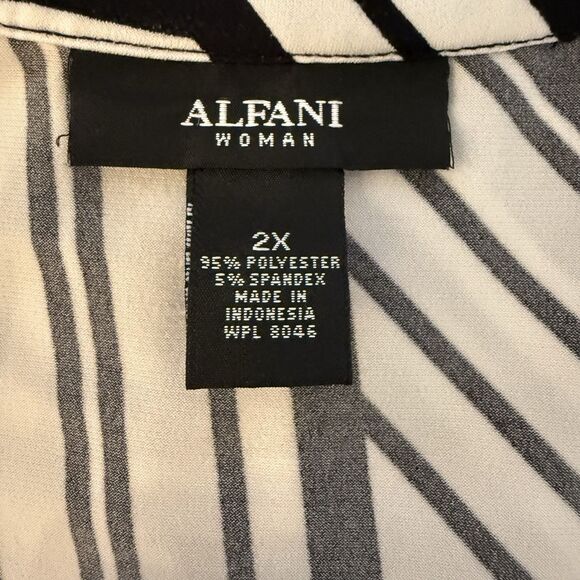 ALFANI
WOMAN
2X
95% POLYESTER
5% SPANDEX
MADE IN
INDONESIA
WPL 8046